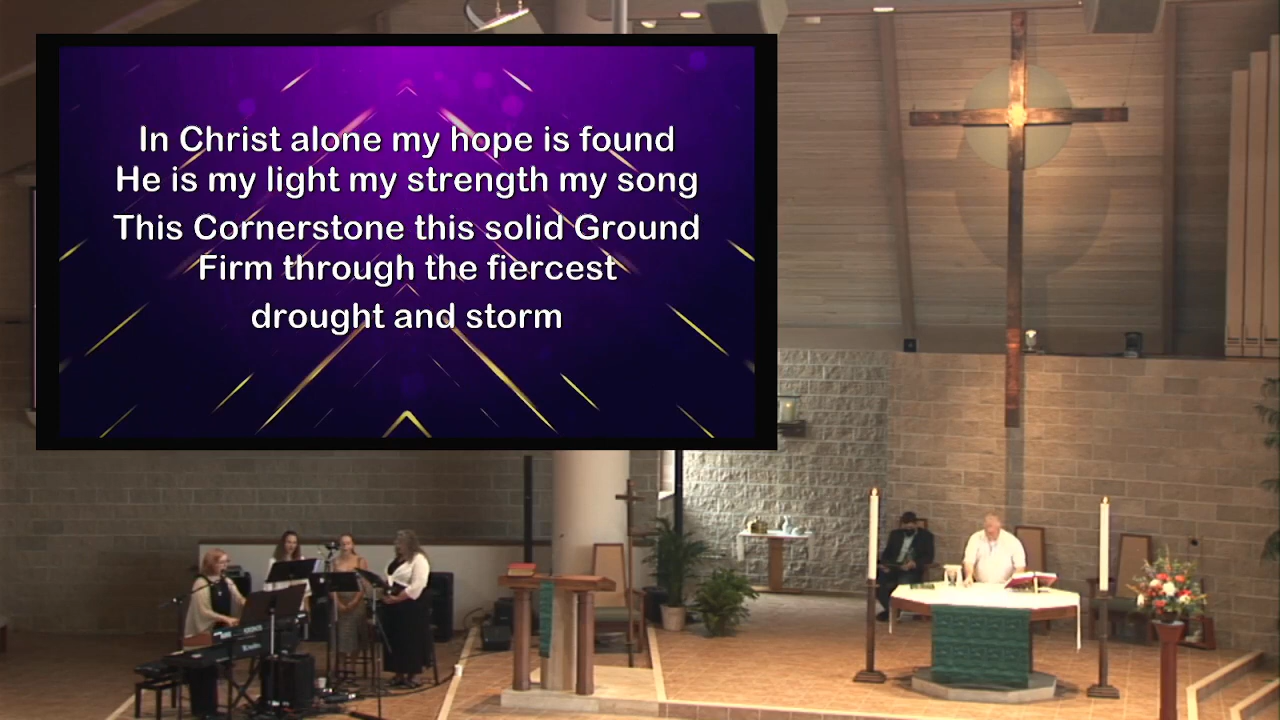 In Christ alone my hope is found
He is my light my strength my song
This Cornerstone this solid Ground
Firm through the fiercest
drought and storm